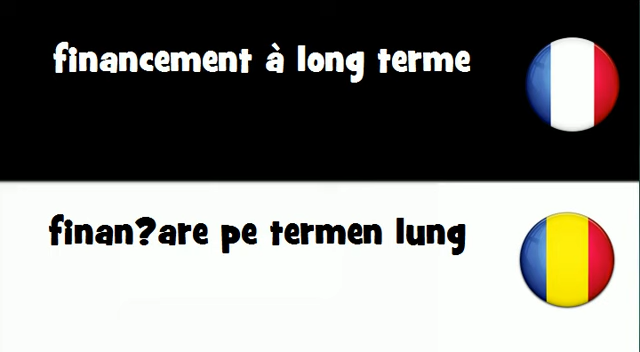 financement à long terme
finan?are pe termen lung